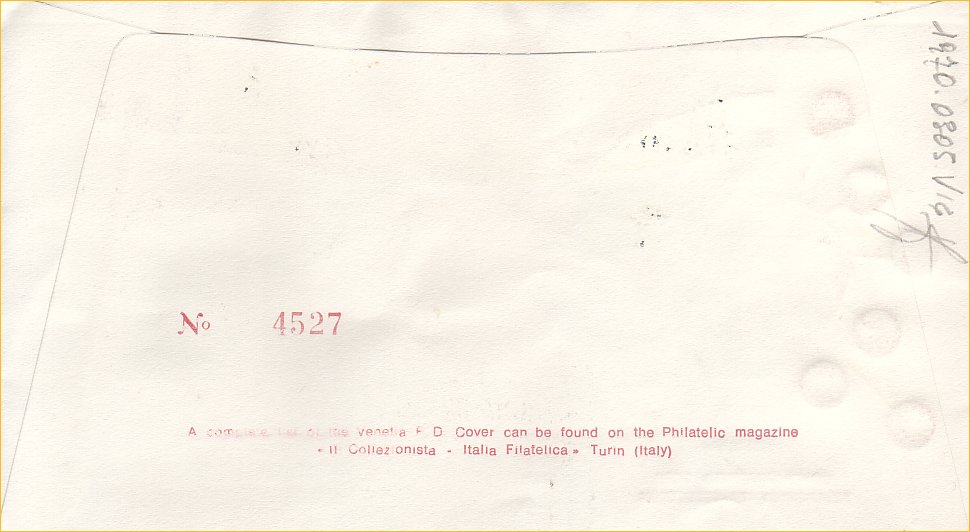 No 4527
A complete list of the Venetia F.D. Cover can be found on the Philatelic magazine
« Il Collezionista - Italia Filatelica » Turin (Italy)
1970.0805.V/a